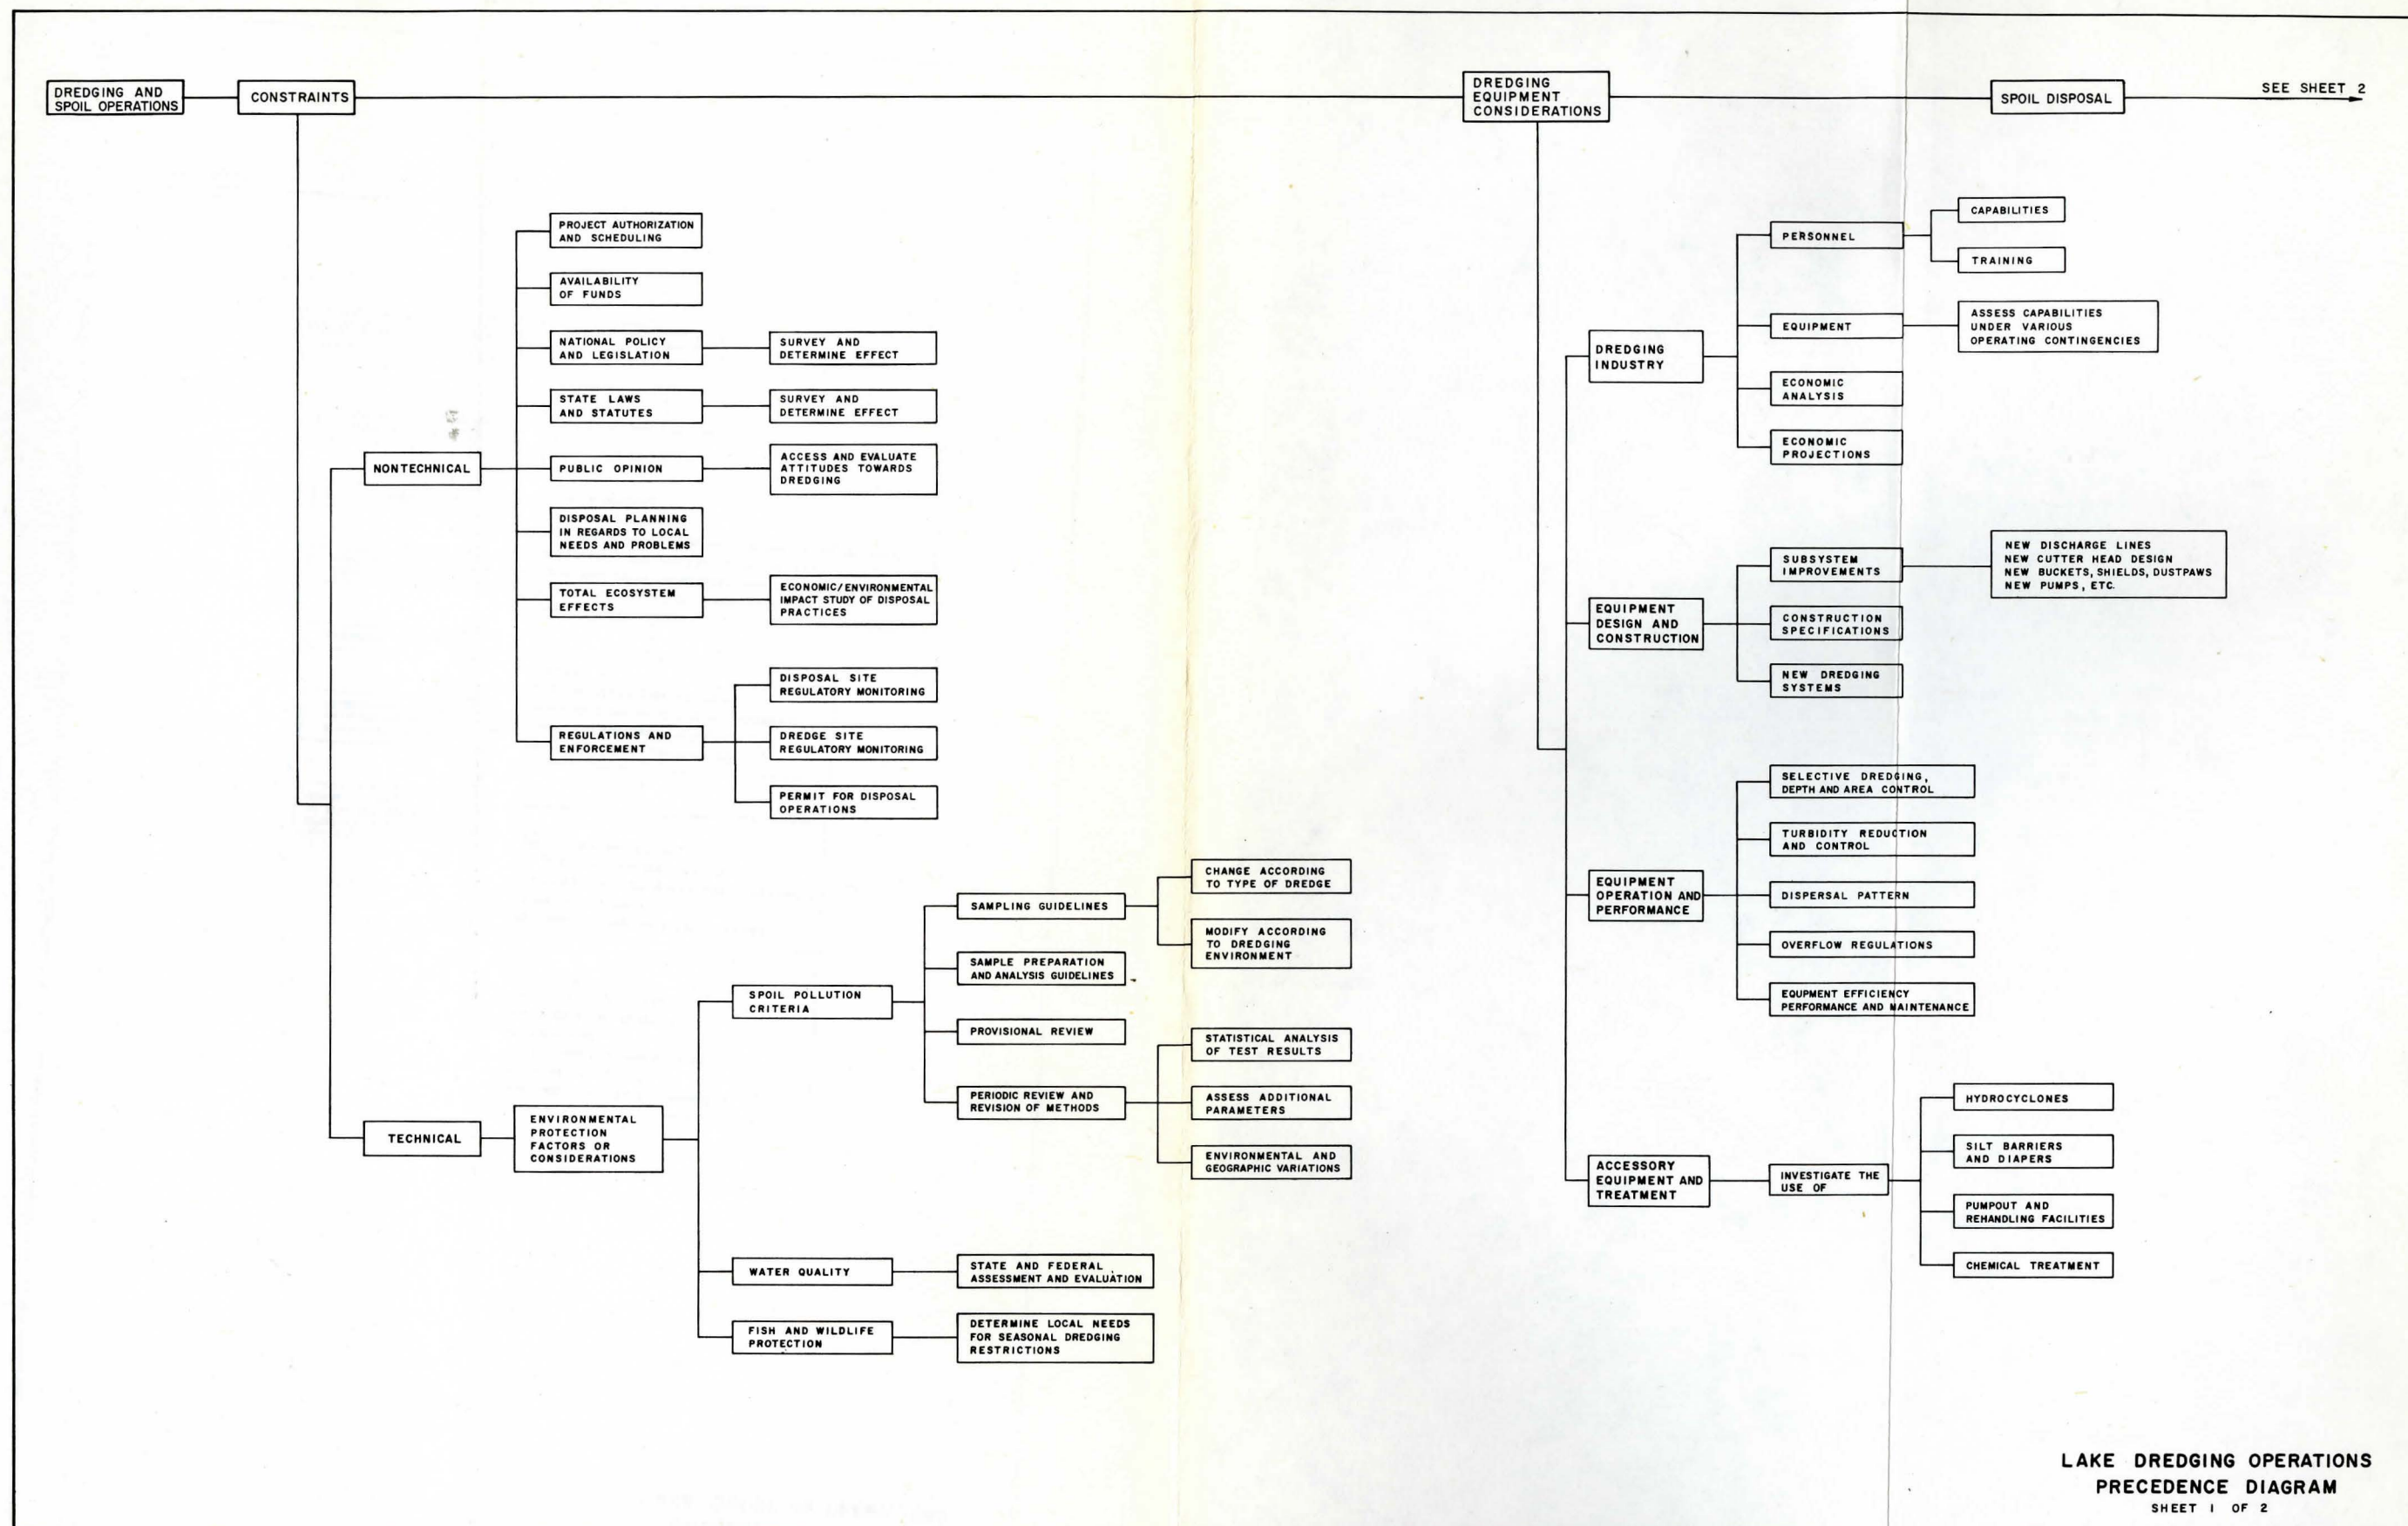 DREDGING AND
SPOIL OPERATIONS
CONSTRAINTS
DREDGING
EQUIPMENT
CONSIDERATIONS
SPOIL DISPOSAL
SEE SHEET 2
NONTECHNICAL
PROJECT AUTHORIZATION
AND SCHEDULING
AVAILABILITY
OF FUNDS
NATIONAL POLICY
AND LEGISLATION
SURVEY AND
DETERMINE EFFECT
STATE LAWS
AND STATUTES
SURVEY AND
DETERMINE EFFECT
PUBLIC OPINION
ACCESS AND EVALUATE
ATTITUDES TOWARDS
DREDGING
DISPOSAL PLANNING
IN REGARDS TO LOCAL
NEEDS AND PROBLEMS
TOTAL ECOSYSTEM
EFFECTS
ECONOMIC/ENVIRONMENTAL
IMPACT STUDY OF DISPOSAL
PRACTICES
REGULATIONS AND
ENFORCEMENT
DISPOSAL SITE
REGULATORY MONITORING
DREDGE SITE
REGULATORY MONITORING
PERMIT FOR DISPOSAL
OPERATIONS
TECHNICAL
ENVIRONMENTAL
PROTECTION
FACTORS OR
CONSIDERATIONS
SPOIL POLLUTION
CRITERIA
SAMPLING GUIDELINES
CHANGE ACCORDING
TO TYPE OF DREDGE
MODIFY ACCORDING
TO DREDGING
ENVIRONMENT
SAMPLE PREPARATION
AND ANALYSIS GUIDELINES
PROVISIONAL REVIEW
PERIODIC REVIEW AND
REVISION OF METHODS
STATISTICAL ANALYSIS
OF TEST RESULTS
ASSESS ADDITIONAL
PARAMETERS
ENVIRONMENTAL AND
GEOGRAPHIC VARIATIONS
WATER QUALITY
STATE AND FEDERAL
ASSESSMENT AND EVALUATION
FISH AND WILDLIFE
PROTECTION
DETERMINE LOCAL NEEDS
FOR SEASONAL DREDGING
RESTRICTIONS
DREDGING
INDUSTRY
PERSONNEL
CAPABILITIES
TRAINING
EQUIPMENT
ASSESS CAPABILITIES
UNDER VARIOUS
OPERATING CONTINGENCIES
ECONOMIC
ANALYSIS
ECONOMIC
PROJECTIONS
EQUIPMENT
DESIGN AND
CONSTRUCTION
SUBSYSTEM
IMPROVEMENTS
NEW DISCHARGE LINES
NEW CUTTER HEAD DESIGN
NEW BUCKETS, SHIELDS, DUSTPAWS
NEW PUMPS, ETC.
CONSTRUCTION
SPECIFICATIONS
NEW DREDGING
SYSTEMS
EQUIPMENT
OPERATION AND
PERFORMANCE
SELECTIVE DREDGING,
DEPTH AND AREA CONTROL
TURBIDITY REDUCTION
AND CONTROL
DISPERSAL PATTERN
OVERFLOW REGULATIONS
EQUPMENT EFFICIENCY
PERFORMANCE AND MAINTENANCE
ACCESSORY
EQUIPMENT AND
TREATMENT
INVESTIGATE THE
USE OF
HYDROCYCLONES
SILT BARRIERS
AND DIAPERS
PUMPOUT AND
REHANDLING FACILITIES
CHEMICAL TREATMENT
LAKE DREDGING OPERATIONS
PRECEDENCE DIAGRAM
SHEET 1 OF 2